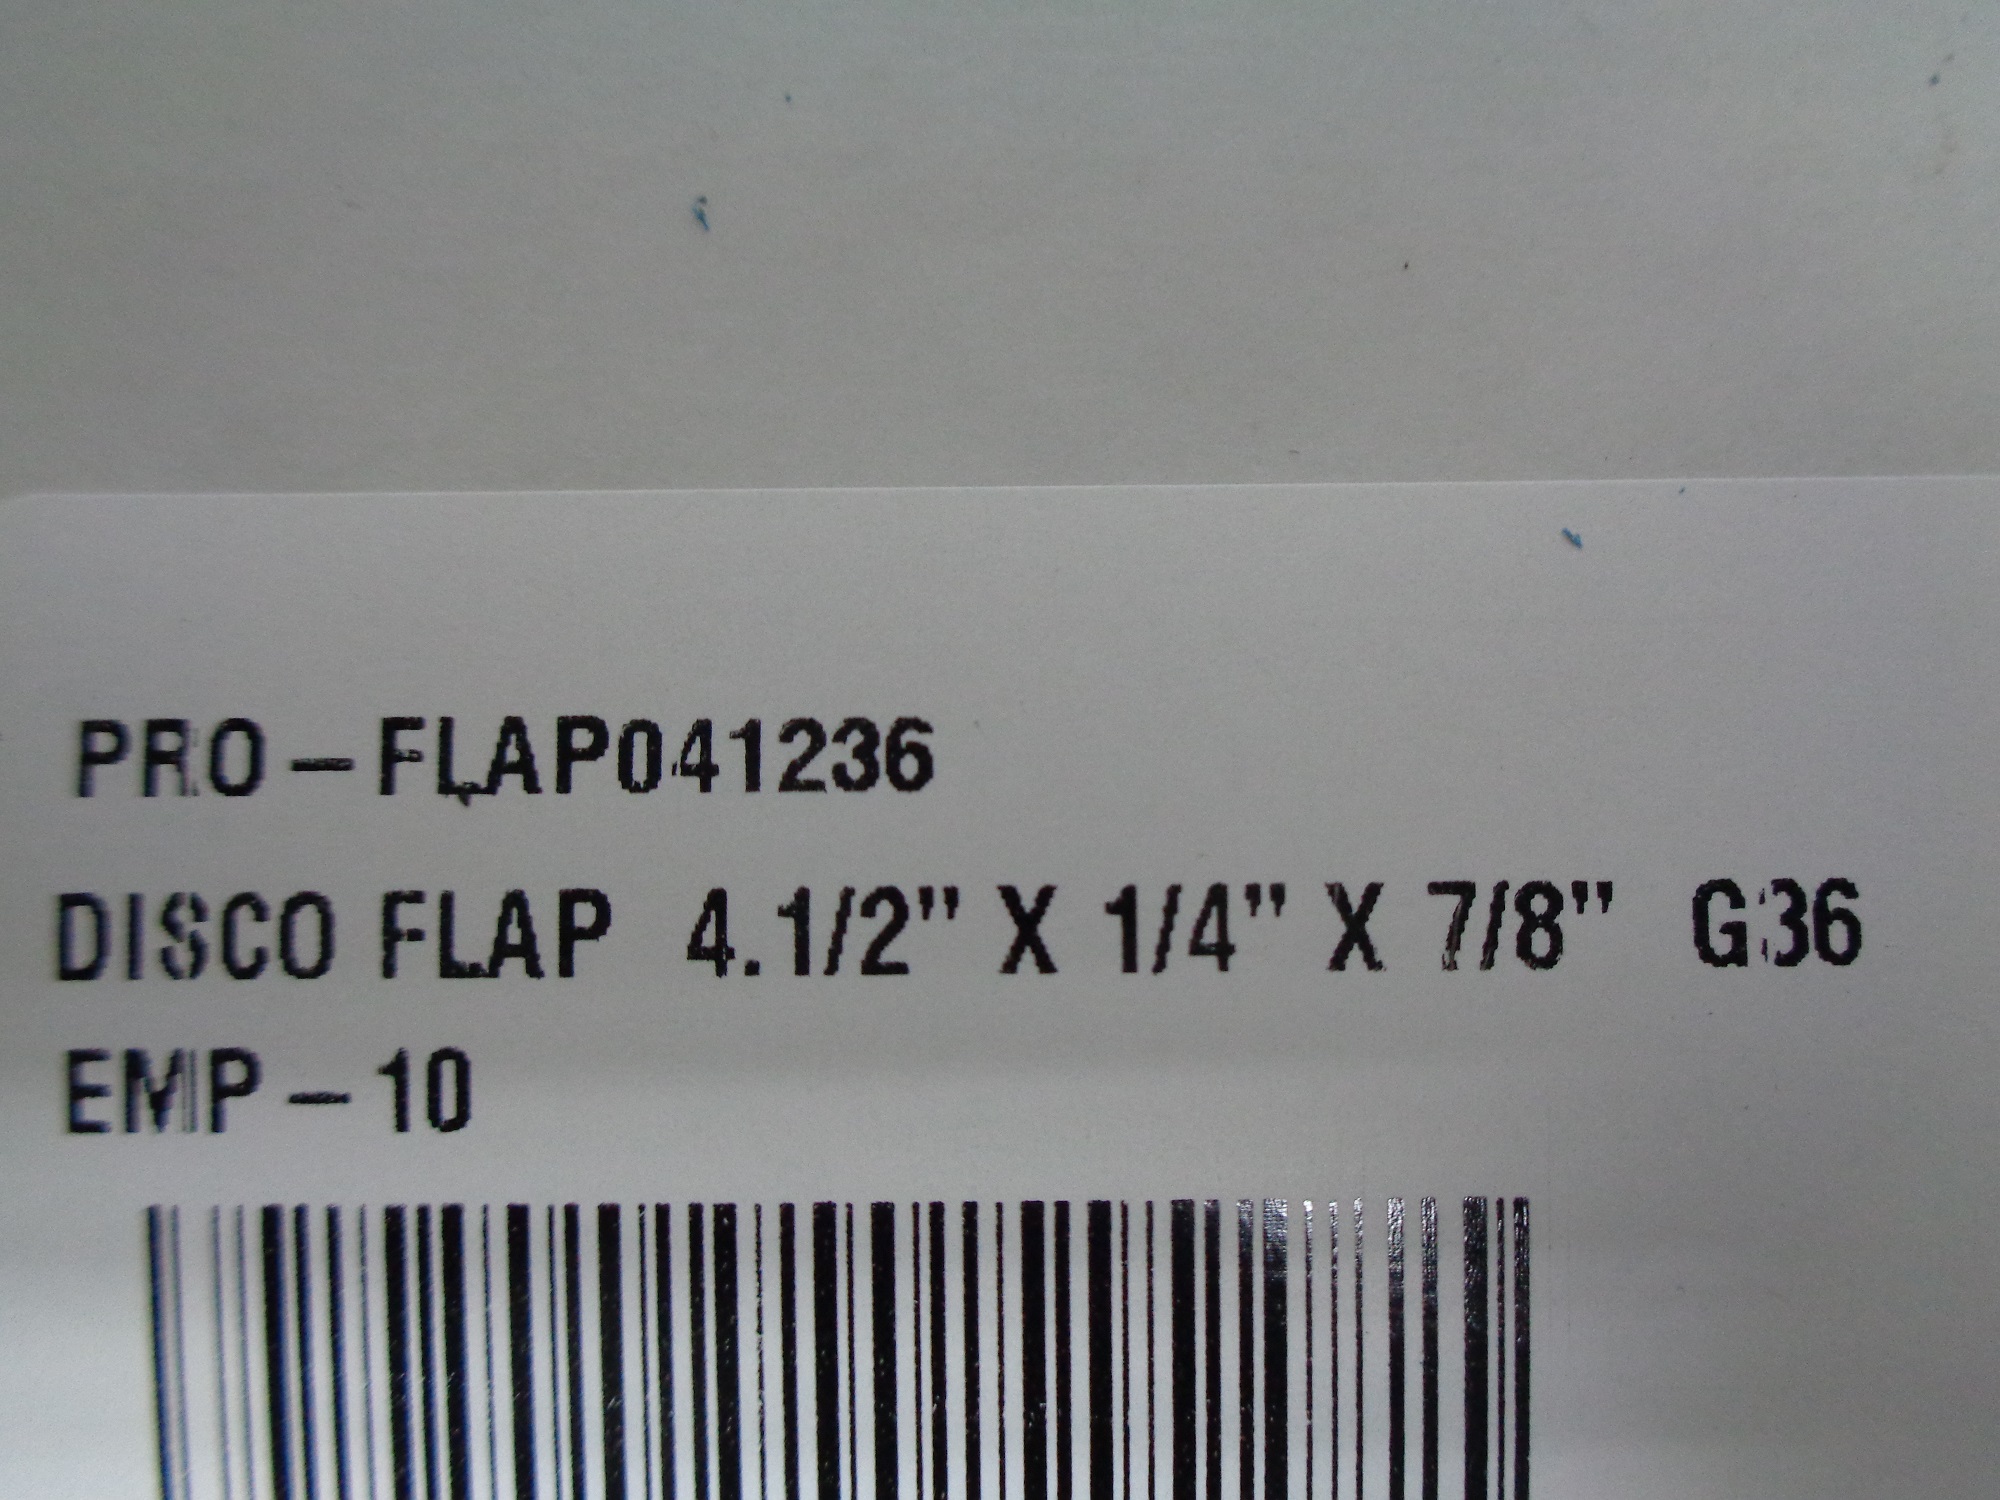 PRO-FLAP041236
DISCO FLAP 4.1/2" X 1/4" X 7/8" G36
EMP-10